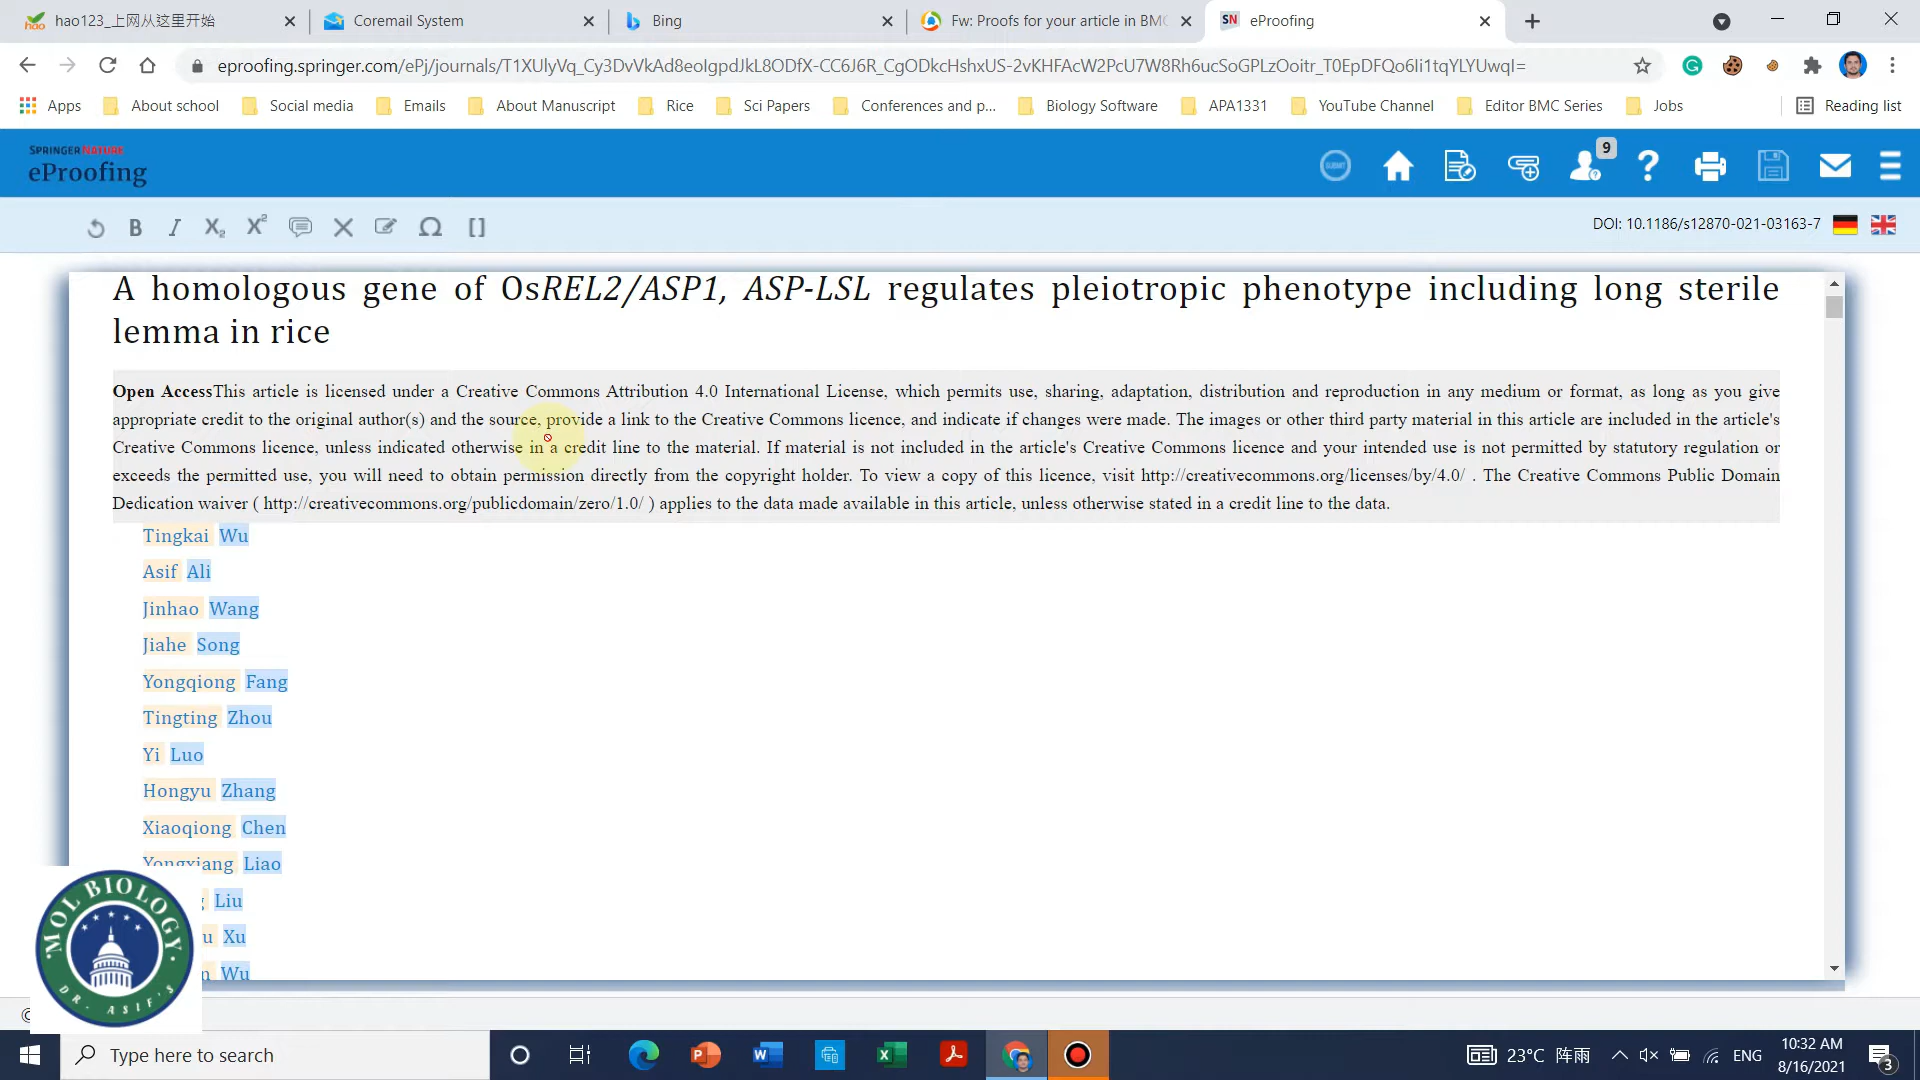 hao123_上网从这里开始
Coremail System
Bing
Fw: Proofs for your article in BMC
SN eProofing
eproofing.springer.com/ePj/journals/T1XUlyVq_Cy3DvVkAd8eoIgpdJkL8ODfX-CC6J6R_CgODkcHshxUS-2vKHFAcW2PcU7W8Rh6ucSoGPLzOoitr_T0EpDFQo6Ii1tqYLYUwqI=
Apps About school Social media Emails About Manuscript Rice Sci Papers Conferences and p... Biology Software APA1331 YouTube Channel Editor BMC Series Jobs Reading list
SPRINGER NATURE
eProofing
SUBMIT
9
B I X₂ X² Ω [ ]
DOI: 10.1186/s12870-021-03163-7
A homologous gene of OsREL2/ASP1, ASP-LSL regulates pleiotropic phenotype including long sterile
lemma in rice
Open AccessThis article is licensed under a Creative Commons Attribution 4.0 International License, which permits use, sharing, adaptation, distribution and reproduction in any medium or format, as long as you give
appropriate credit to the original author(s) and the source, provide a link to the Creative Commons licence, and indicate if changes were made. The images or other third party material in this article are included in the article's
Creative Commons licence, unless indicated otherwise in a credit line to the material. If material is not included in the article's Creative Commons licence and your intended use is not permitted by statutory regulation or
exceeds the permitted use, you will need to obtain permission directly from the copyright holder. To view a copy of this licence, visit http://creativecommons.org/licenses/by/4.0/ . The Creative Commons Public Domain
Dedication waiver ( http://creativecommons.org/publicdomain/zero/1.0/ ) applies to the data made available in this article, unless otherwise stated in a credit line to the data.
Tingkai Wu
Asif Ali
Jinhao Wang
Jiahe Song
Yongqiong Fang
Tingting Zhou
Yi Luo
Hongyu Zhang
Xiaoqiong Chen
Yongxiang Liao
Liu
Xu
Wu
MOL BIOLOGY
DR. ASIF'S
Type here to search
23°C 阵雨
ENG
10:32 AM
8/16/2021
3